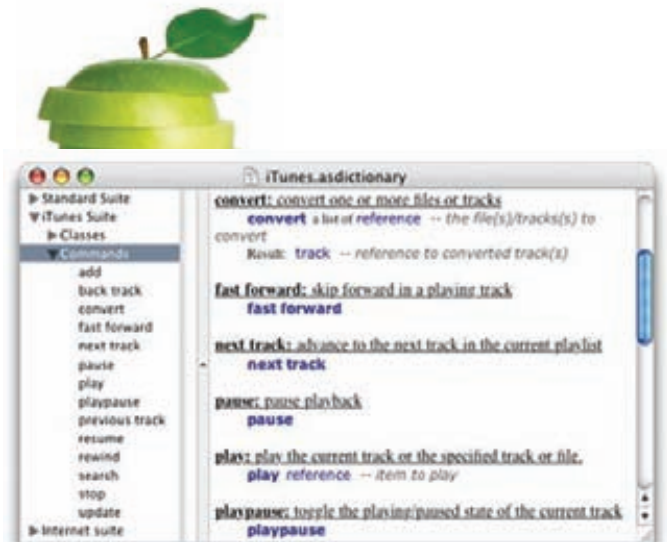 iTunes.asdictionary
Standard Suite
iTunes Suite
Classes
Commands
add
back track
convert
fast forward
next track
pause
play
playpause
previous track
resume
rewind
search
stop
update
Internet suite
convert: convert one or more files or tracks
convert a list of reference -- the file(s)/tracks(s) to
convert
Result: track -- reference to converted track(s)
fast forward: skip forward in a playing track
fast forward
next track: advance to the next track in the current playlist
next track
pause: pause playback
pause
play: play the current track or the specified track or file.
play reference -- item to play
playpause: toggle the playing/paused state of the current track
playpause